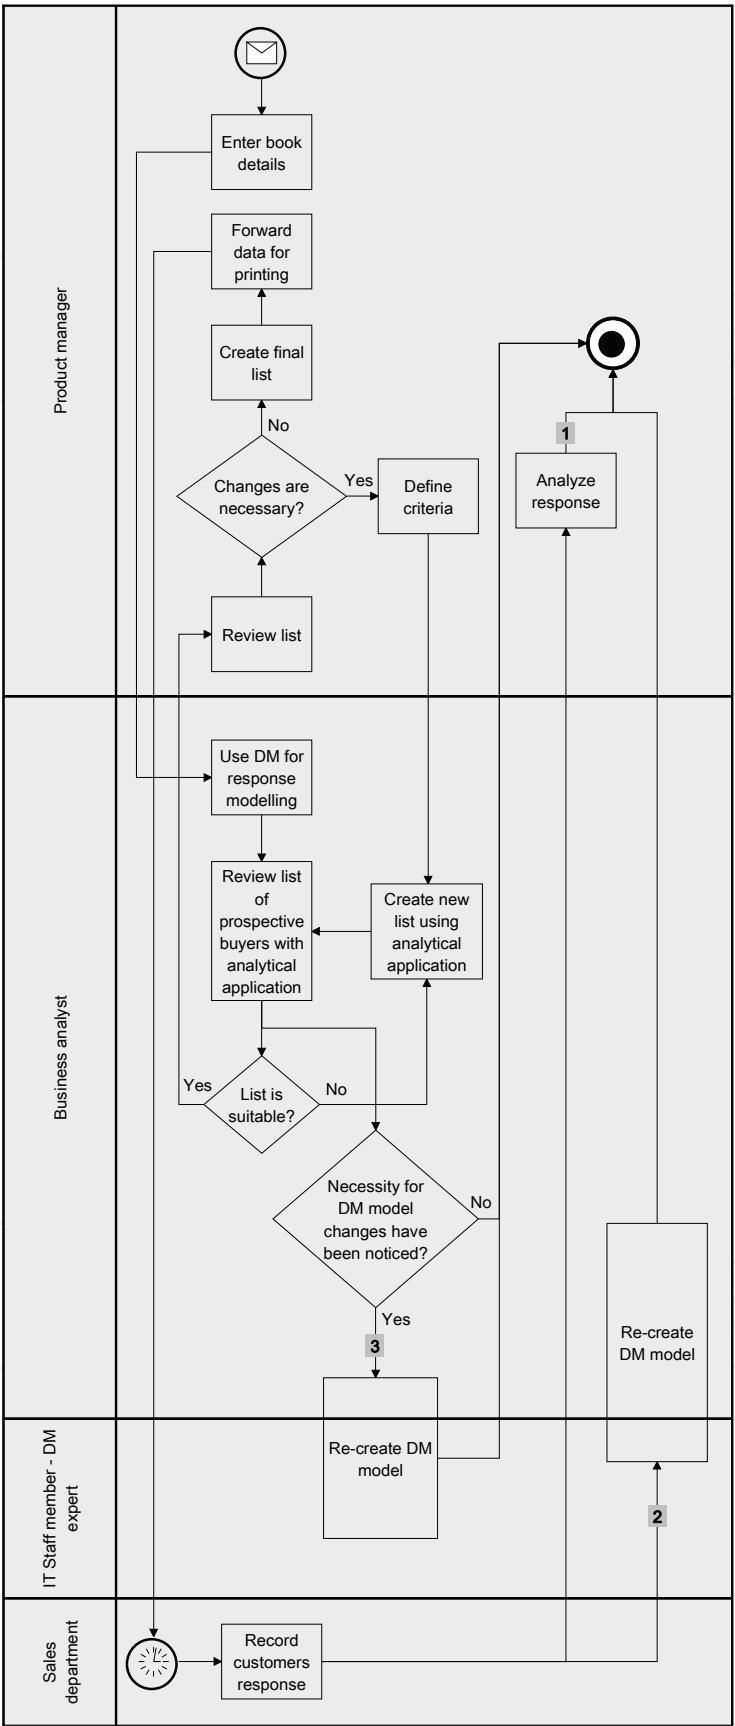 Product manager
Enter book
details
Forward
data for
printing
Create final
list
No
1
Changes are
necessary?
Yes
Define
criteria
Analyze
response
Review list
Business analyst
Use DM for
response
modelling
Review list
of
prospective
buyers with
analytical
application
Create new
list using
analytical
application
Yes
List is
suitable?
No
Necessity for
DM model
changes have
been noticed?
No
Yes
3
Re-create
DM model
IT Staff member - DM
expert
Re-create DM
model
2
Sales
department
Record
customers
response